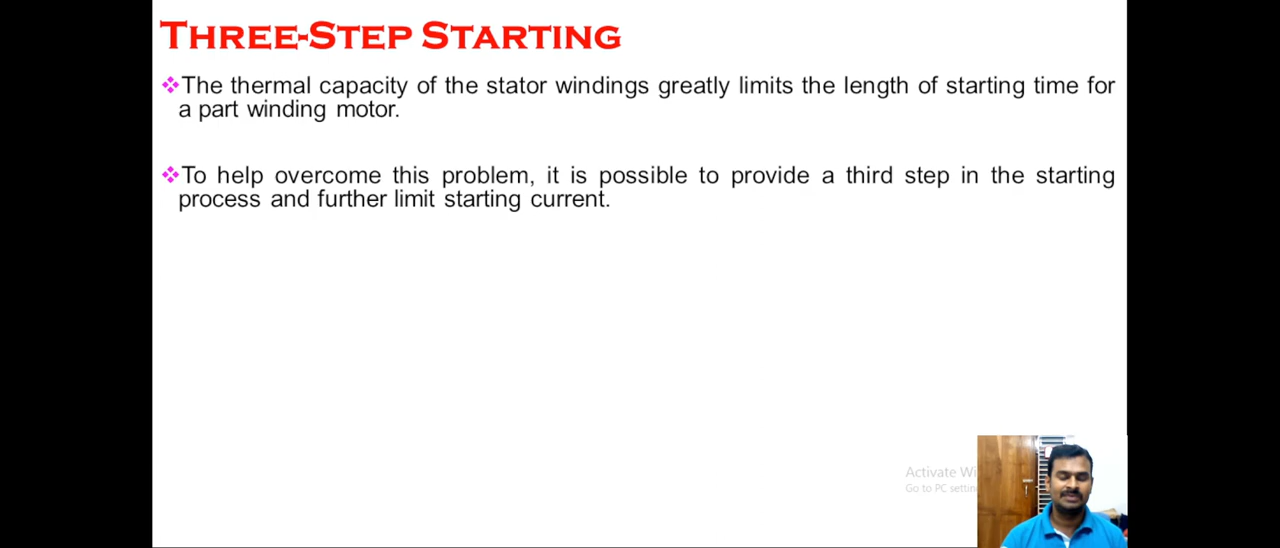 THREE-STEP STARTING
The thermal capacity of the stator windings greatly limits the length of starting time for
a part winding motor.
To help overcome this problem, it is possible to provide a third step in the starting
process and further limit starting current.
Activate
Go to PC